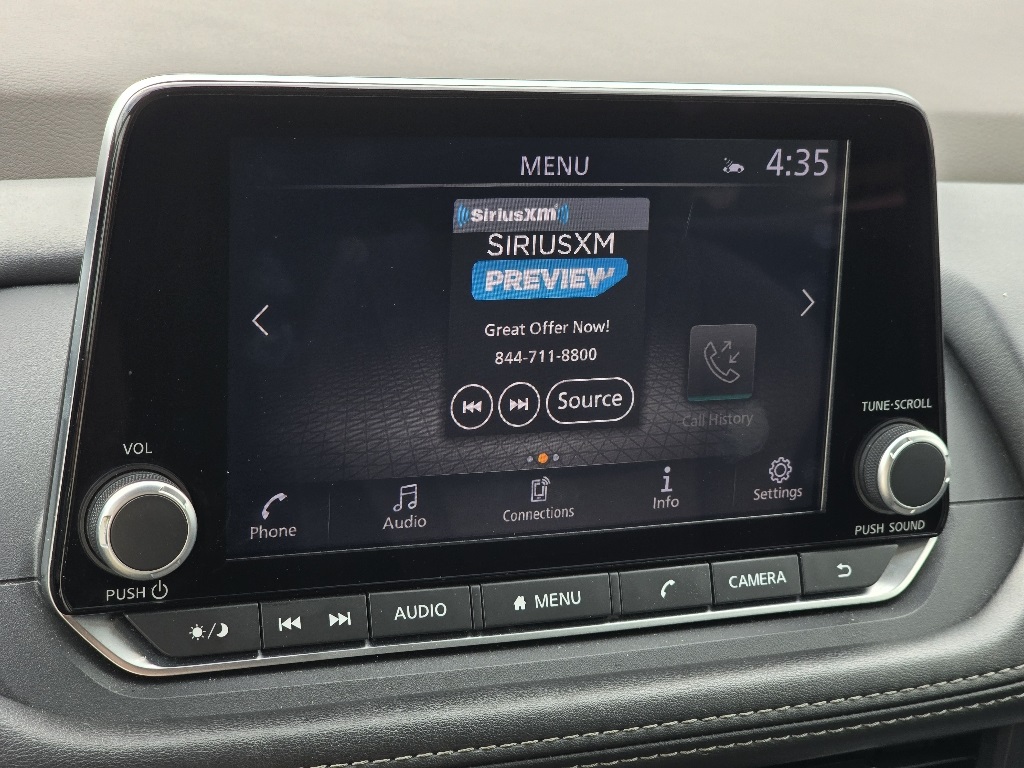 MENU
4:35
SiriusXm
SIRIUSXM
PREVIEW
Great Offer Now!
844-711-8800
Source
Call History
Phone
Audio
Connections
Info
Settings
VOL
PUSH
TUNE·SCROLL
PUSH SOUND
AUDIO
MENU
CAMERA